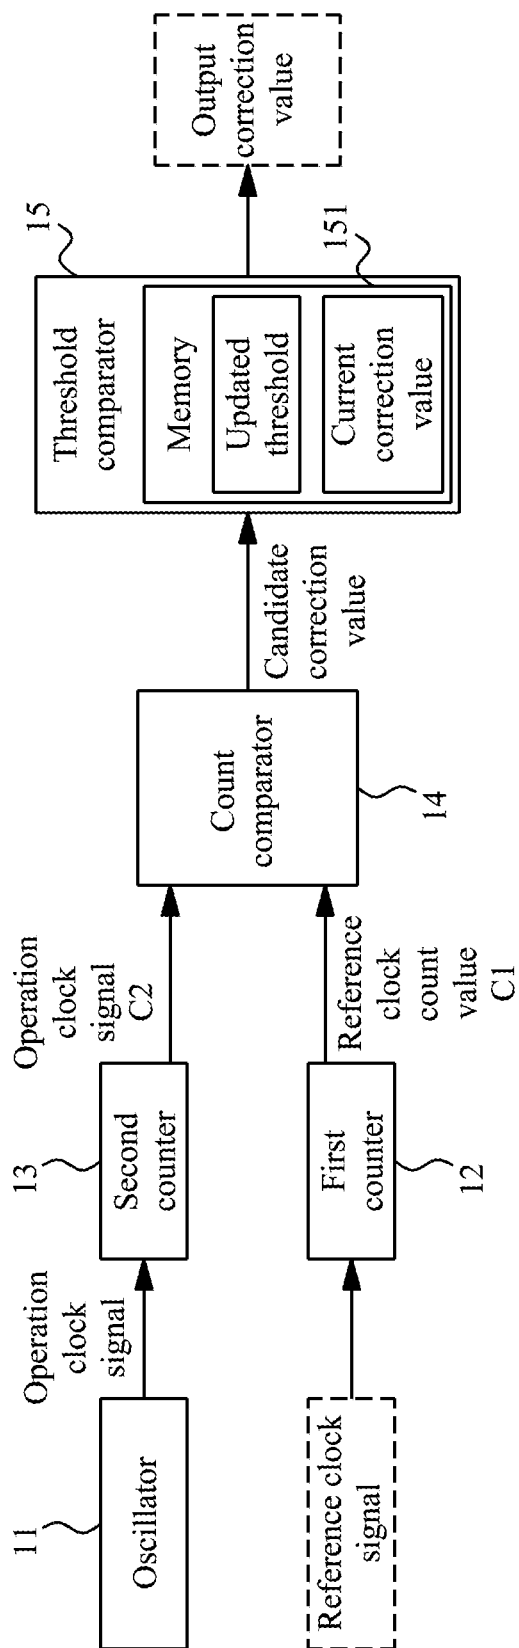 11
Oscillator
Operation
clock
signal
13
Second
counter
Operation
clock
signal
C2
Reference clock
signal
First
counter
12
Reference
clock
count
value
C1
Count
comparator
14
Candidate
correction
value
15
Threshold
comparator
Memory
Updated
threshold
Current
correction
value
151
Output
correction
value